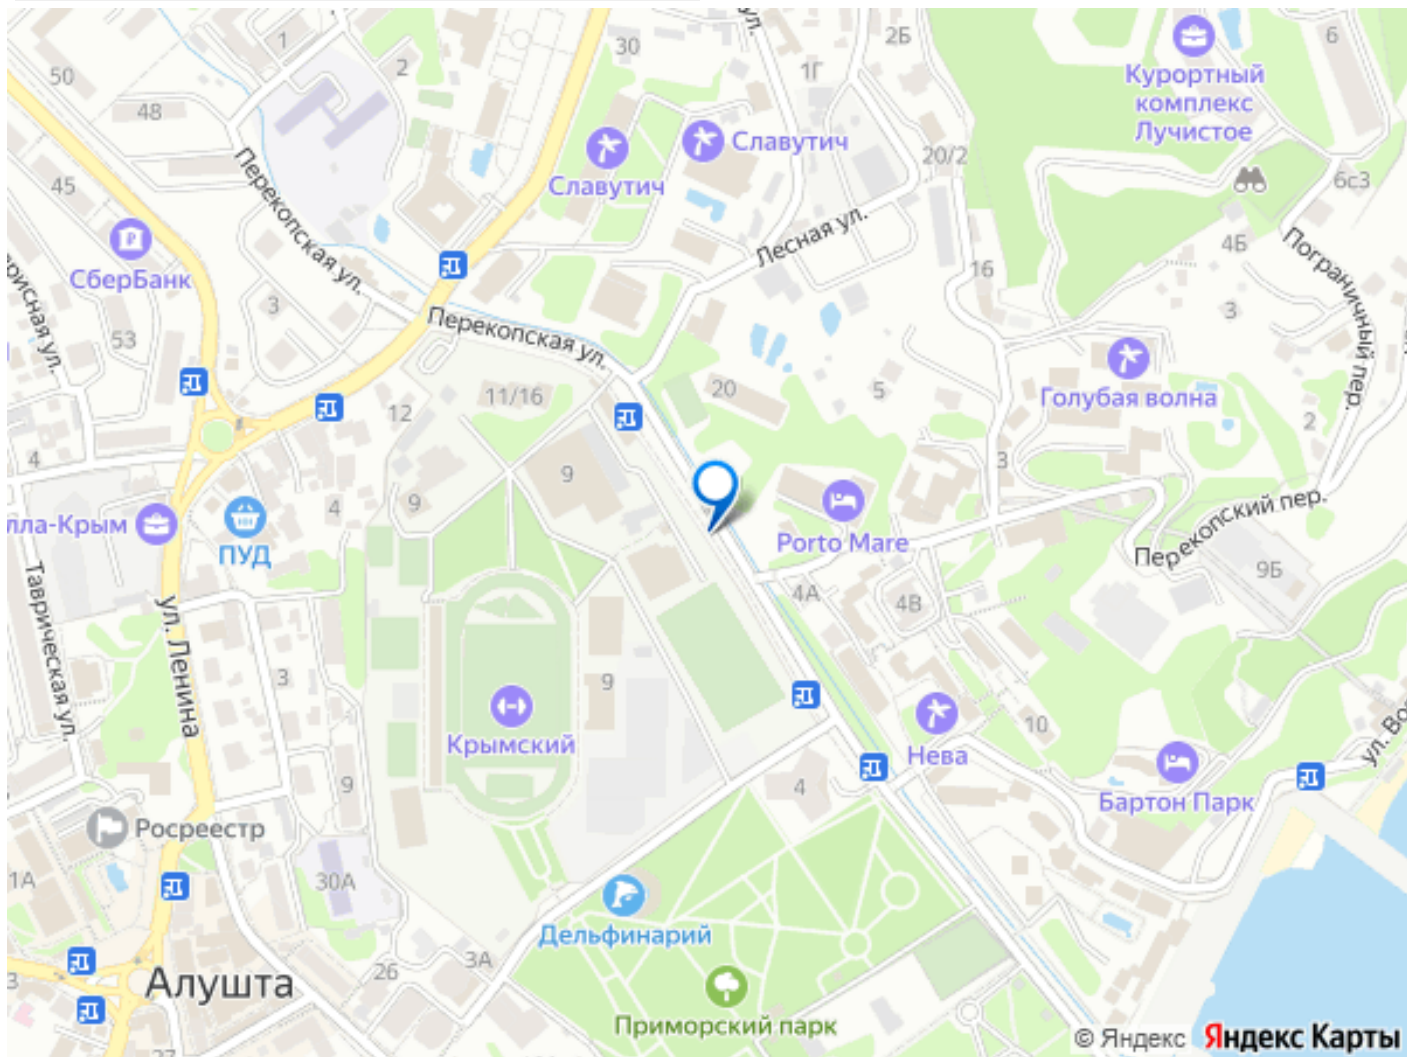 ул.
30
2Б
6
1
50
2
1Г
Курортный
комплекс
Лучистое
48
Славутич
20/2
45
Славутич
6с3
Перекопская ул.
Лесная ул.
4Б
СберБанк
16
Пограничный пер.
3
3
Перекопская ул.
53
рисная ул.
11/16
20
5
Голубая волна
12
2
4
9
3
9
4
Перекопский пер.
лла-Крым
ПУД
Porto Mare
9Б
Таврическая ул.
ул. Ленина
4А
4В
3
9
Крымский
10
Нева
9
4
Бартон Парк
Росреестр
1А
30А
Дельфинарий
3А
26
3
Алушта
Приморский парк
27
© Яндекс Яндекс Карты